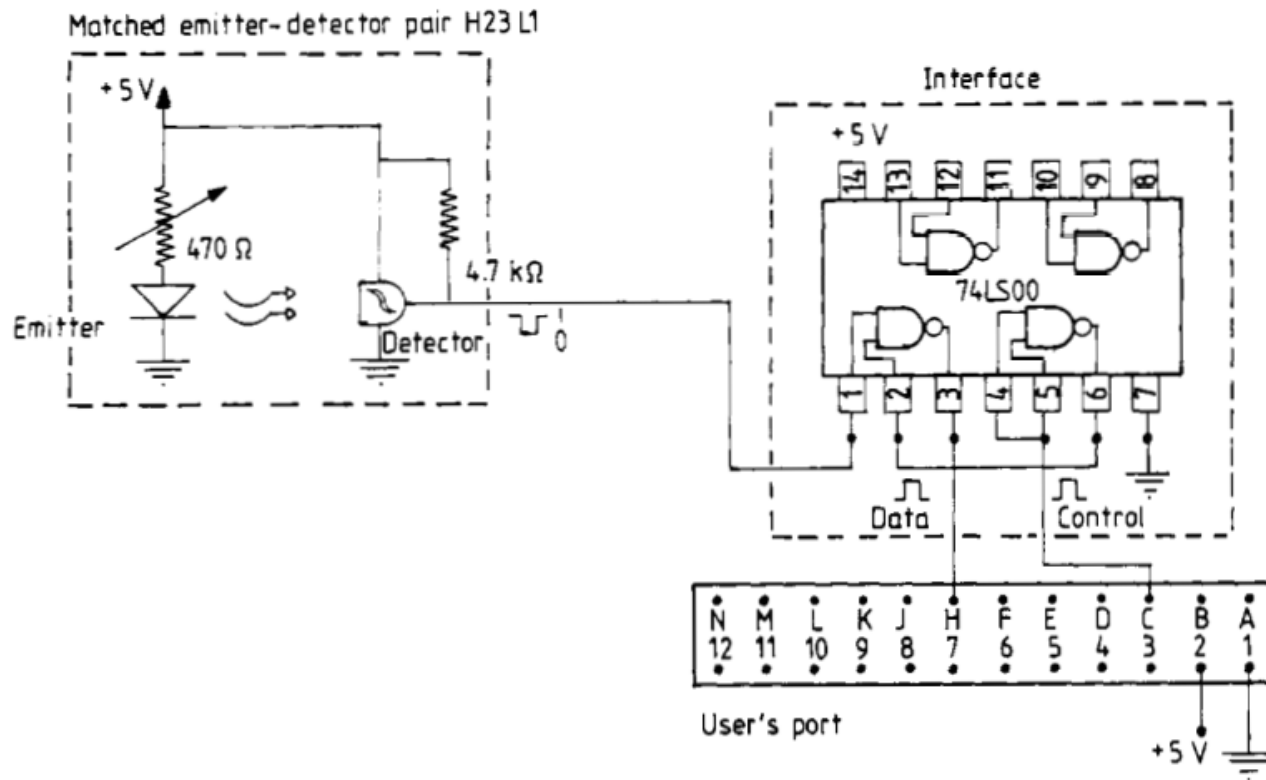 Matched emitter-detector pair H23 L1
+5 V
470 Ω
4.7 kΩ
Emitter
Detector
0
Interface
+5 V
14 13 12 11 10 9 8
74LS00
1 2 3 4 5 6 7
Data
Control
N M L K J H F E D C B A
12 11 10 9 8 7 6 5 4 3 2 1
User's port
+5 V